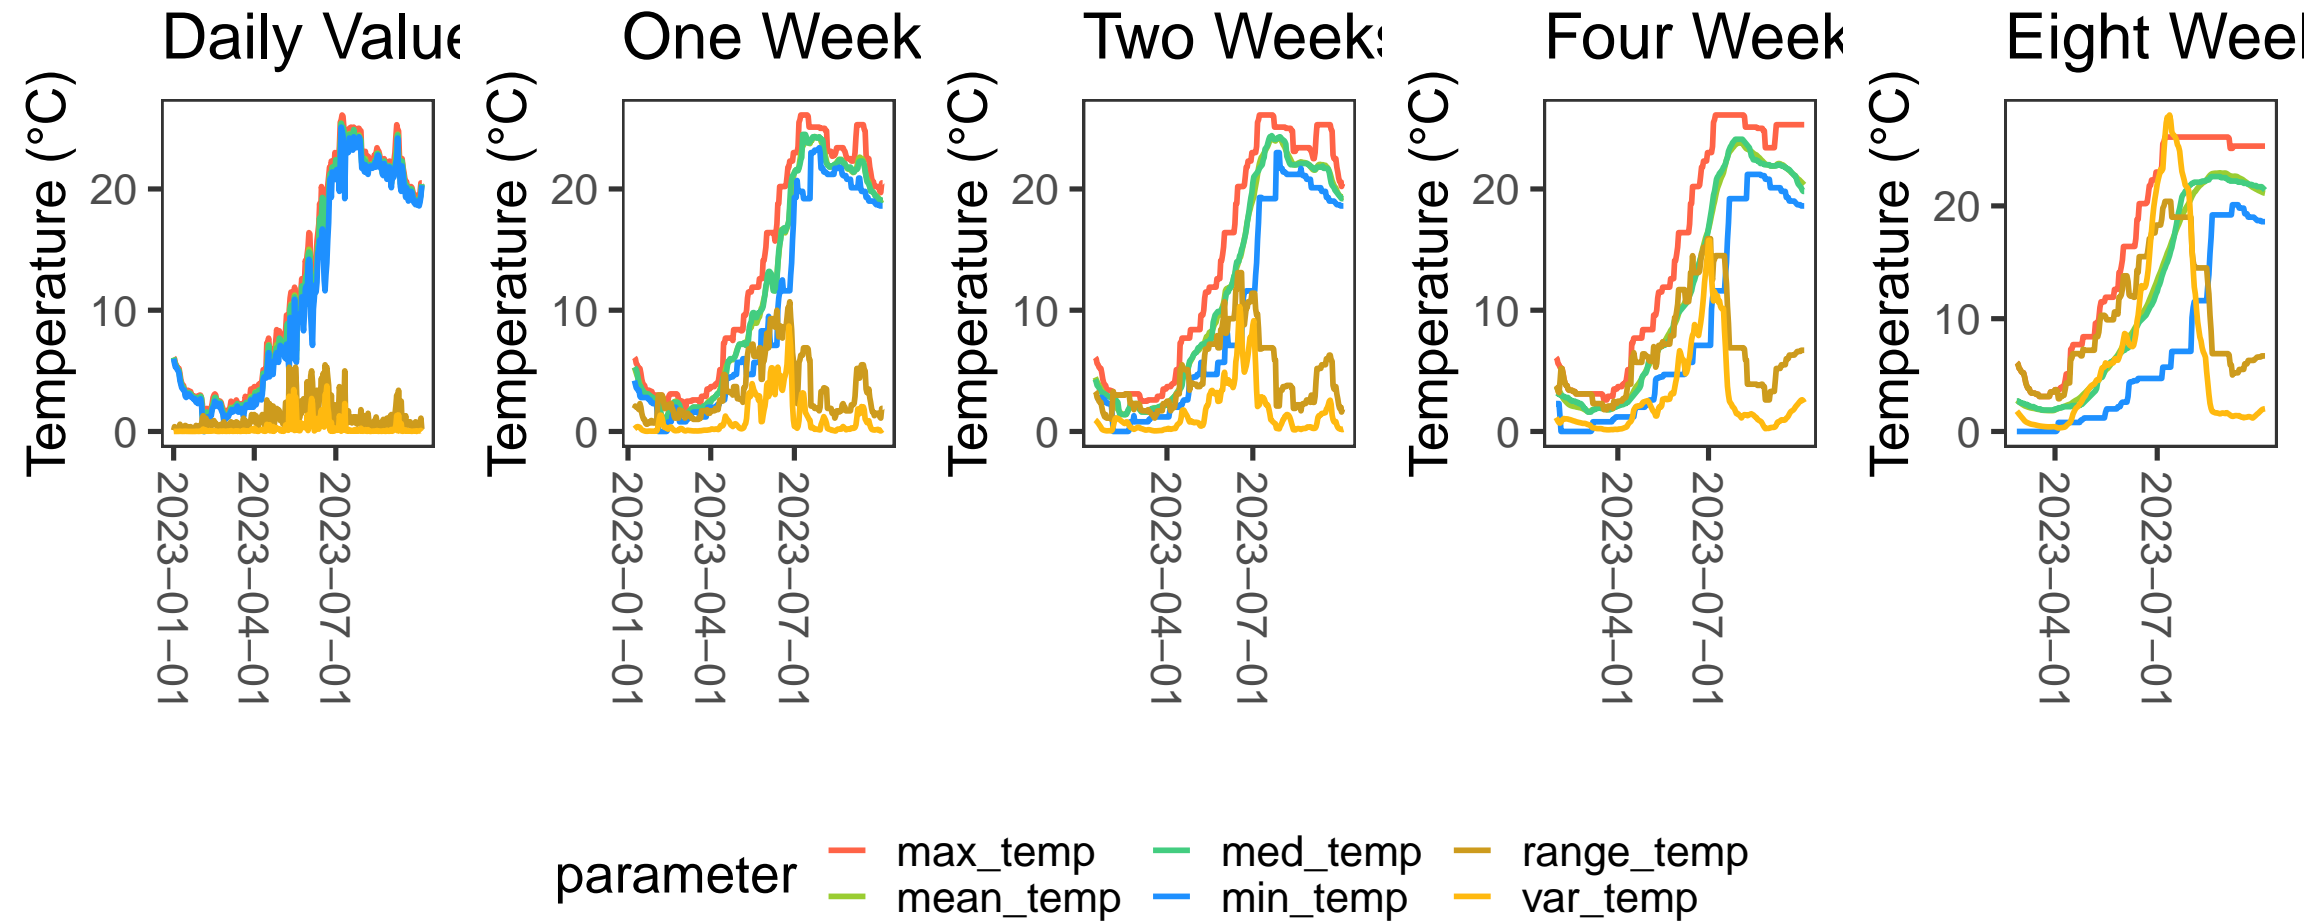 Daily Value
One Week
Two Weeks
Four Week
Eight Wee
Temperature (°C)
20
10
0
2023−01−01
2023−04−01
2023−07−01
Temperature (°C)
20
10
0
2023−01−01
2023−04−01
2023−07−01
Temperature (°C)
20
10
0
2023−04−01
2023−07−01
Temperature (°C)
20
10
0
2023−04−01
2023−07−01
Temperature (°C)
20
10
0
2023−04−01
2023−07−01
parameter
max_temp
med_temp
range_temp
mean_temp
min_temp
var_temp